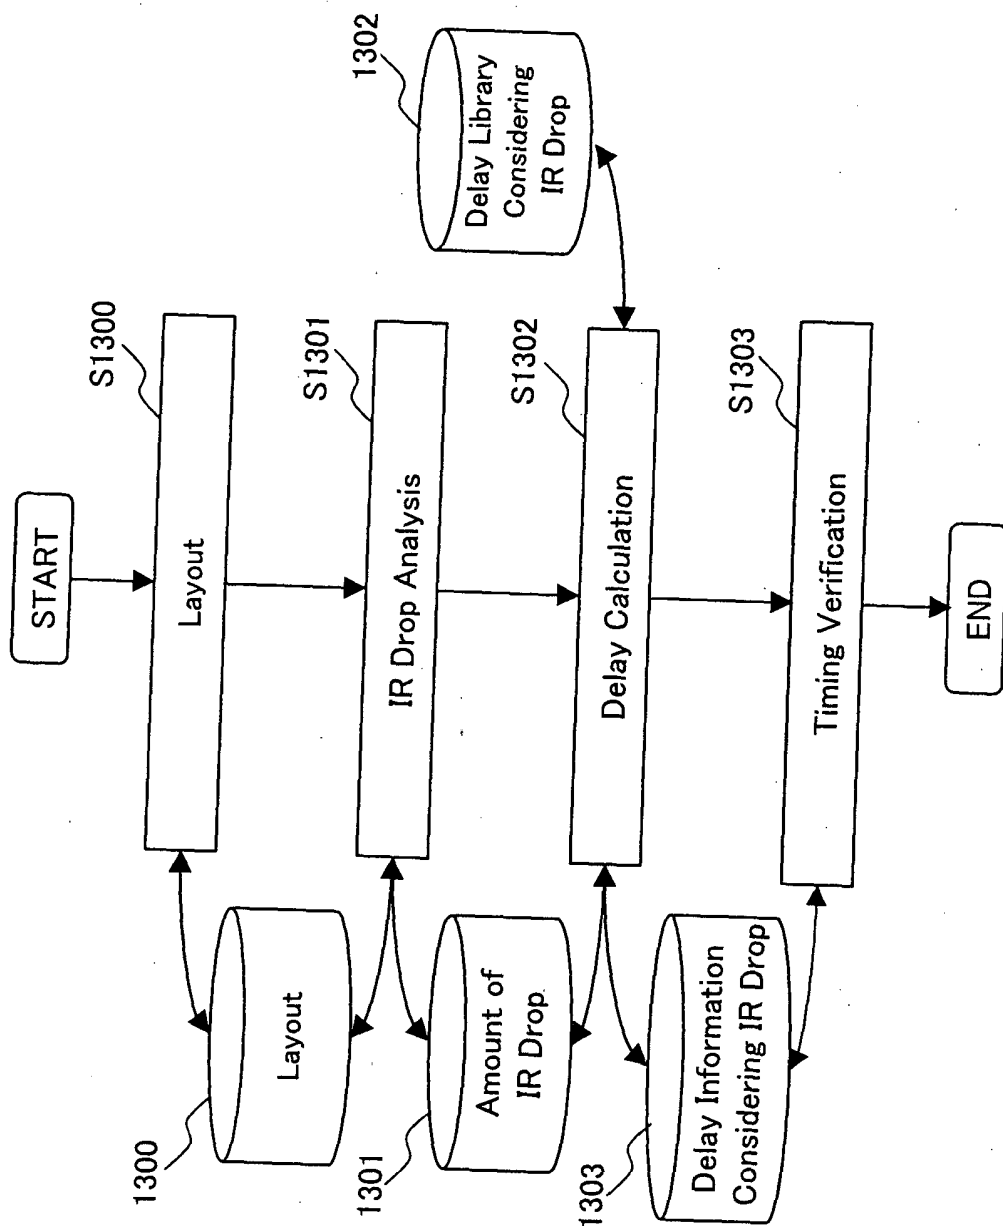 START
S1300
Layout
1300
Layout
S1301
IR Drop Analysis
1301
Amount of
IR Drop
1302
Delay Library
Considering
IR Drop
S1302
Delay Calculation
1303
Delay Information
Considering IR Drop
S1303
Timing Verification
END